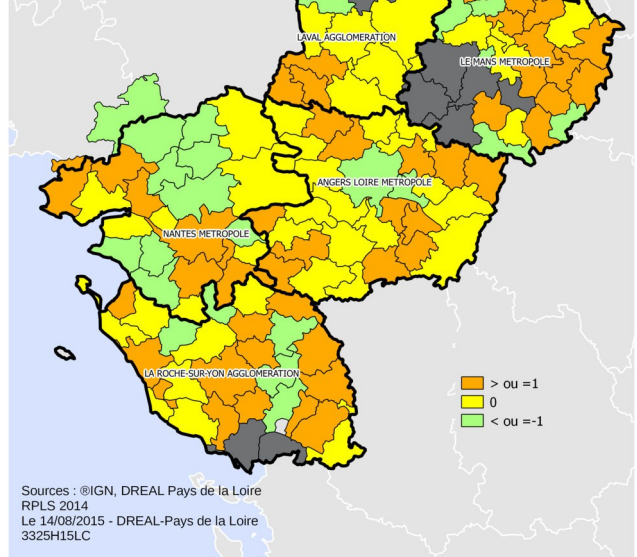 LAVAL AGGLOMERATION
LE MANS METROPOLE
ANGERS LOIRE METROPOLE
NANTES METROPOLE
LA ROCHE-SUR-YON AGGLOMERATION
> ou =1
0
< ou =-1
Sources : ®IGN, DREAL Pays de la Loire
RPLS 2014
Le 14/08/2015 - DREAL-Pays de la Loire
3325H15LC